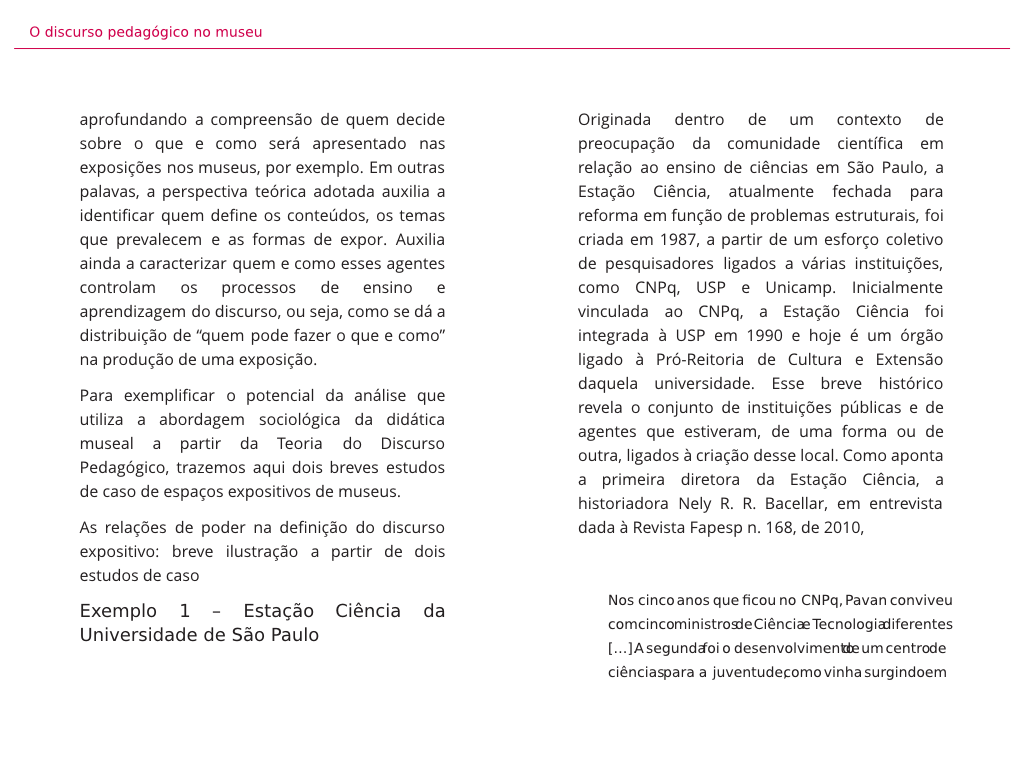 O discurso pedagógico no museu
aprofundando a compreensão de quem decide
sobre o que e como será apresentado nas
exposições nos museus, por exemplo. Em outras
palavas, a perspectiva teórica adotada auxilia a
identificar quem define os conteúdos, os temas
que prevalecem e as formas de expor. Auxilia
ainda a caracterizar quem e como esses agentes
controlam os processos de ensino e
aprendizagem do discurso, ou seja, como se dá a
distribuição de “quem pode fazer o que e como”
na produção de uma exposição.
Para exemplificar o potencial da análise que
utiliza a abordagem sociológica da didática
museal a partir da Teoria do Discurso
Pedagógico, trazemos aqui dois breves estudos
de caso de espaços expositivos de museus.
As relações de poder na definição do discurso
expositivo: breve ilustração a partir de dois
estudos de caso
Exemplo 1 – Estação Ciência da
Universidade de São Paulo
Originada dentro de um contexto de
preocupação da comunidade científica em
relação ao ensino de ciências em São Paulo, a
Estação Ciência, atualmente fechada para
reforma em função de problemas estruturais, foi
criada em 1987, a partir de um esforço coletivo
de pesquisadores ligados a várias instituições,
como CNPq, USP e Unicamp. Inicialmente
vinculada ao CNPq, a Estação Ciência foi
integrada à USP em 1990 e hoje é um órgão
ligado à Pró-Reitoria de Cultura e Extensão
daquela universidade. Esse breve histórico
revela o conjunto de instituições públicas e de
agentes que estiveram, de uma forma ou de
outra, ligados à criação desse local. Como aponta
a primeira diretora da Estação Ciência, a
historiadora Nely R. R. Bacellar, em entrevista
dada à Revista Fapesp n. 168, de 2010,
Nos cinco anos que ficou no CNPq, Pavan conviveu
com cinco ministros de Ciência e Tecnologia diferentes
[…] A segunda foi o desenvolvimento de um centro de
ciências para a juventude, como vinha surgindo em